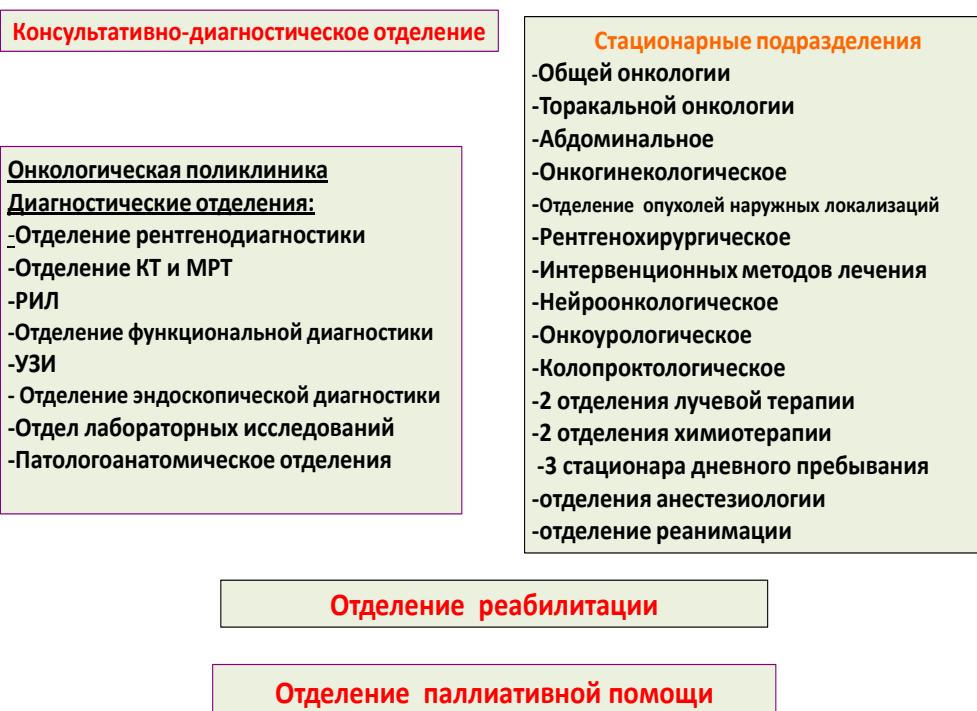 Консультативно-диагностическое отделение
Онкологическая поликлиника
Диагностические отделения:
-Отделение рентгенодиагностики
-Отделение КТ и МРТ
-РИЛ
-Отделение функциональной диагностики
-УЗИ
- Отделение эндоскопической диагностики
-Отдел лабораторных исследований
-Патологоанатомическое отделения
Стационарные подразделения
-Общей онкологии
-Торакальной онкологии
-Абдоминальное
-Онкогинекологическое
-Отделение опухолей наружных локализаций
-Рентгенохирургическое
-Интервенционных методов лечения
-Нейроонкологическое
-Онкоурологическое
-Колопроктологическое
-2 отделения лучевой терапии
-2 отделения химиотерапии
-3 стационара дневного пребывания
-отделения анестезиологии
-отделение реанимации
Отделение реабилитации
Отделение паллиативной помощи